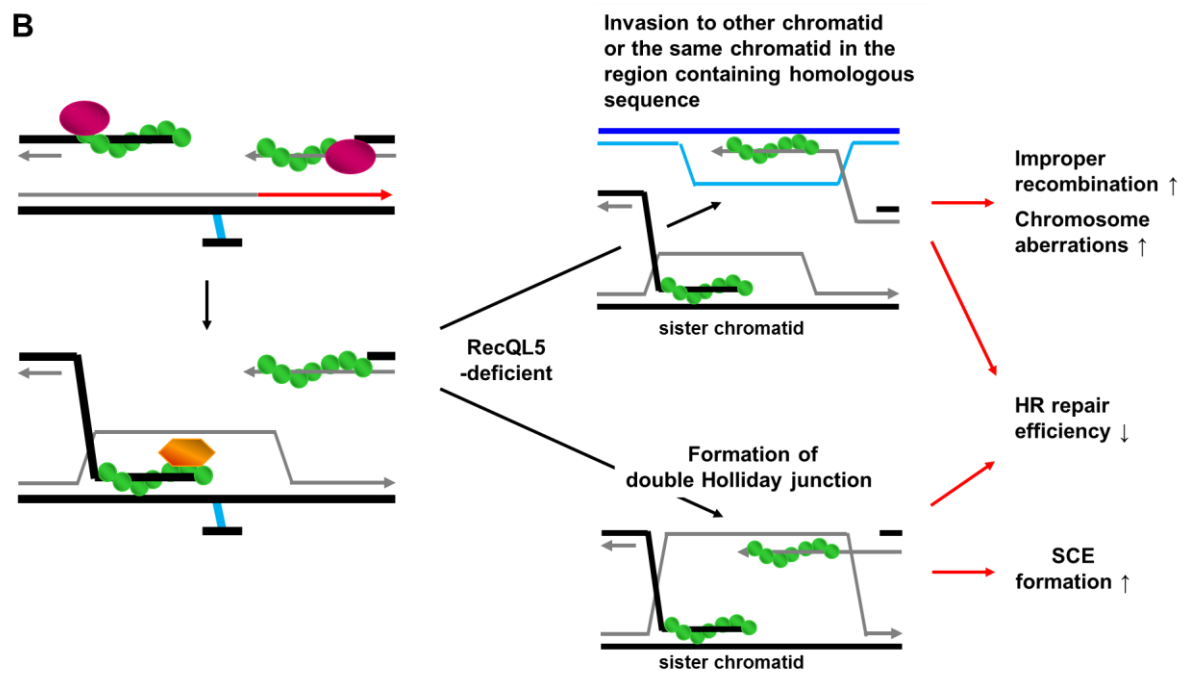 B
Invasion to other chromatid
or the same chromatid in the
region containing homologous
sequence
Improper
recombination ↑
Chromosome
aberrations ↑
sister chromatid
RecQL5
-deficient
HR repair
efficiency ↓
Formation of
double Holliday junction
SCE
formation ↑
sister chromatid